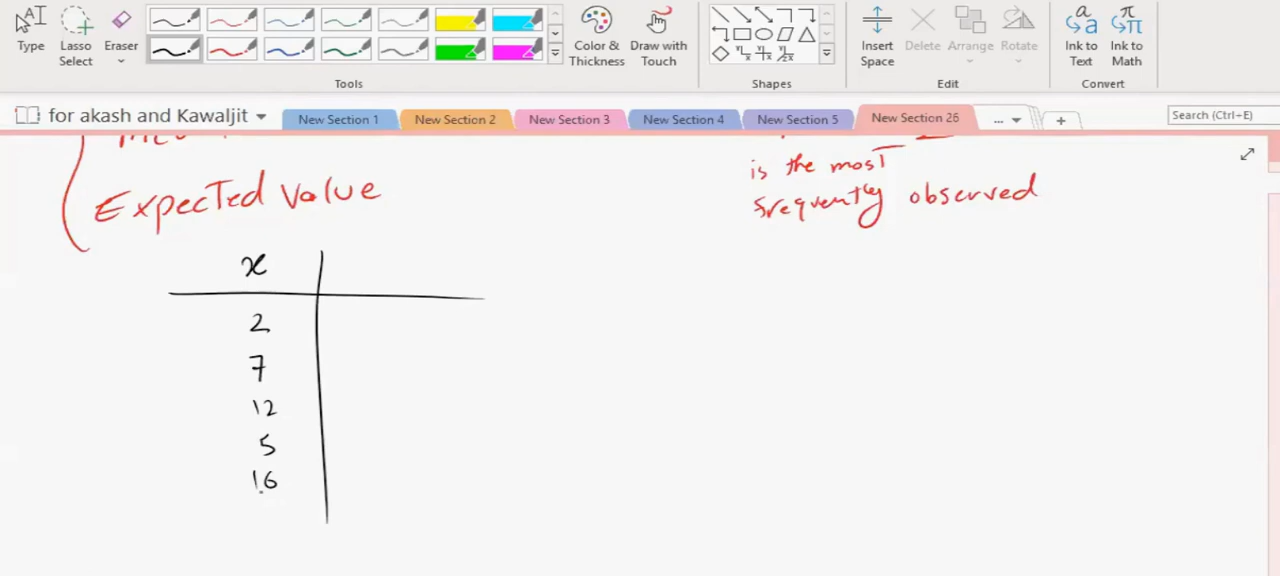 Type
Lasso Select
Eraser
Color & Thickness
Draw with Touch
Insert Space
Delete
Arrange
Rotate
Ink to Text
Ink to Math
Tools
Shapes
Edit
Convert
for akash and Kawaljit
New Section 1
New Section 2
New Section 3
New Section 4
New Section 5
New Section 26
...
Search (Ctrl+E)
is the most
frequently observed
Expected Value
x
2
7
12
5
16